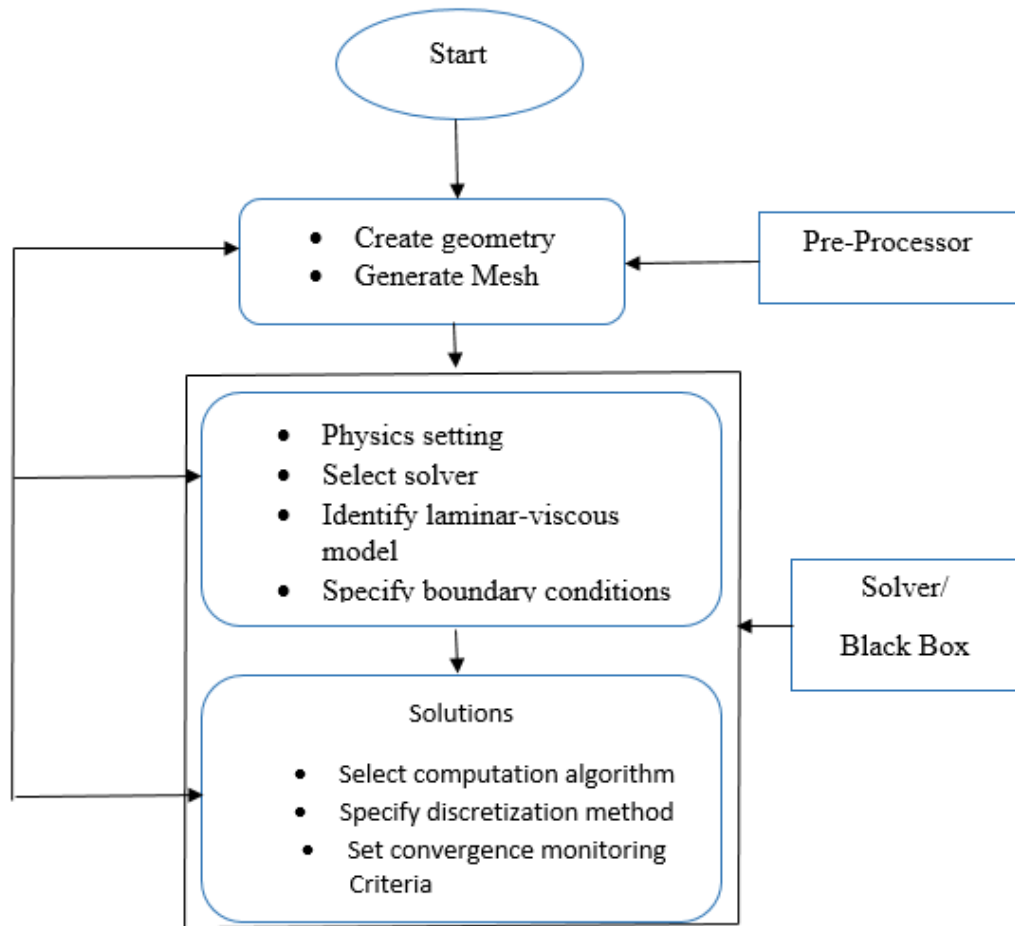 Start
• Create geometry
• Generate Mesh
Pre-Processor
• Physics setting
• Select solver
• Identify laminar-viscous
model
• Specify boundary conditions
Solver/
Black Box
Solutions
• Select computation algorithm
• Specify discretization method
• Set convergence monitoring
Criteria